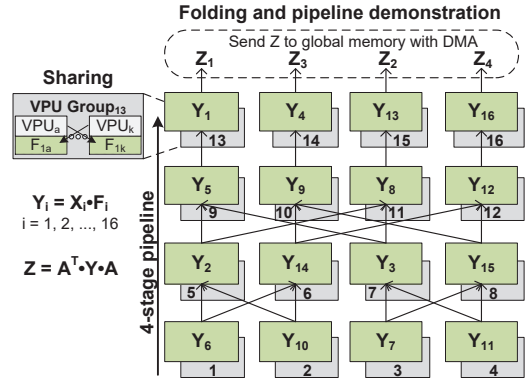 Folding and pipeline demonstration
Send Z to global memory with DMA
Z1 Z3 Z2 Z4
Sharing
VPU Group13
VPUa VPUk
F1a F1k
Y1 Y4 Y13 Y16
13 14 15 16
Y5 Y9 Y8 Y12
9 10 11 12
Yi = Xi•Fi
i = 1, 2, ..., 16
Z = A^T•Y•A
4-stage pipeline
Y2 Y14 Y3 Y15
5 6 7 8
Y6 Y10 Y7 Y11
1 2 3 4